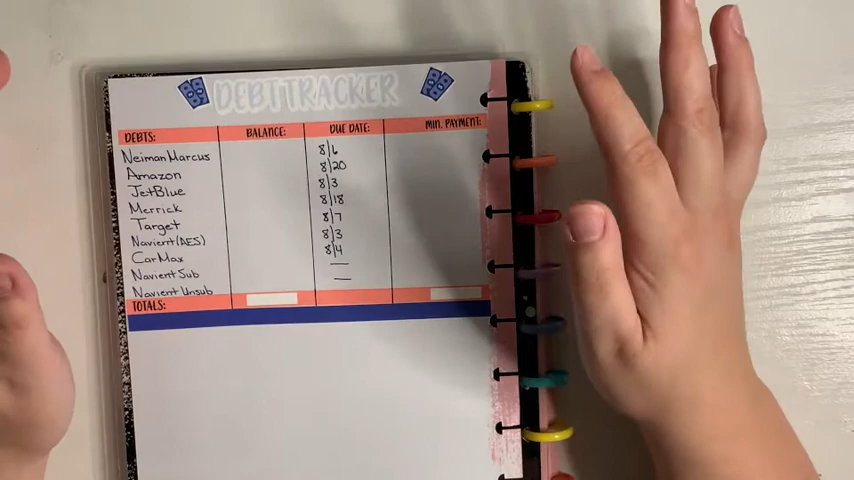 DEBT TRACKER
DEBTS: BALANCE: DUE DATE: MIN. PAYMENT:
Neiman Marcus 8/6
Amazon 8/20
JetBlue 8/3
Merrick 8/18
Target 8/7
Navient (AES) 8/3
CarMax 8/4
Navient Sub —
Navient Unsub —
TOTALS: